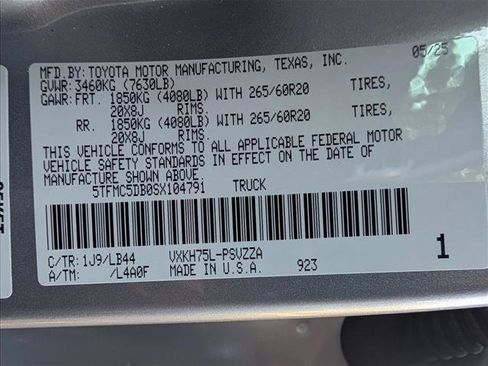 MFD.BY: TOYOTA MOTOR MANUFACTURING, TEXAS, INC. 05/25
GVWR: 3460KG (7630LB)
GAWR: FRT. 1850KG (4080LB) WITH 265/60R20 TIRES,
20X8J RIMS.
RR. 1850KG (4080LB) WITH 265/60R20 TIRES,
20X8J RIMS.
THIS VEHICLE CONFORMS TO ALL APPLICABLE FEDERAL MOTOR
VEHICLE SAFETY STANDARDS IN EFFECT ON THE DATE OF
MANUFACTURE SHOWN ABOVE.
5TFMC5DB0SX104791 TRUCK
C/TR: 1J9/LB44 VXKH75L-PSVZZA
A/TM: /L4A0F MADE IN U.S.A. 923
1